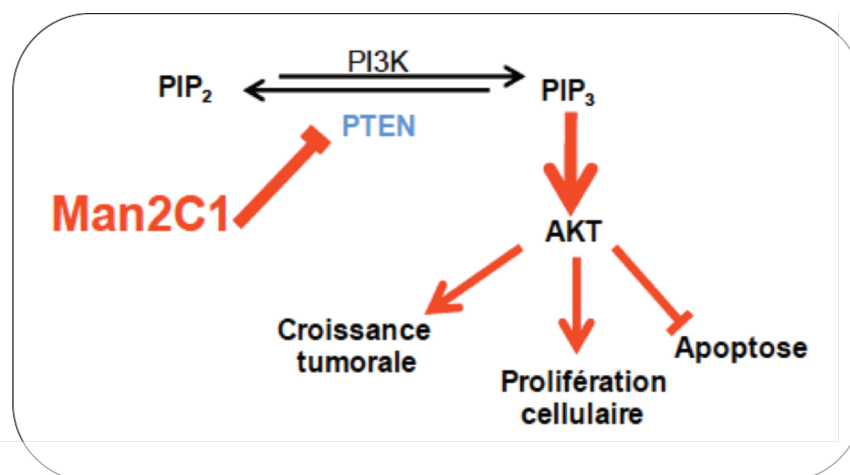 PI3K
PIP₂
PIP₃
PTEN
Man2C1
AKT
Croissance
tumorale
Apoptose
Prolifération
cellulaire